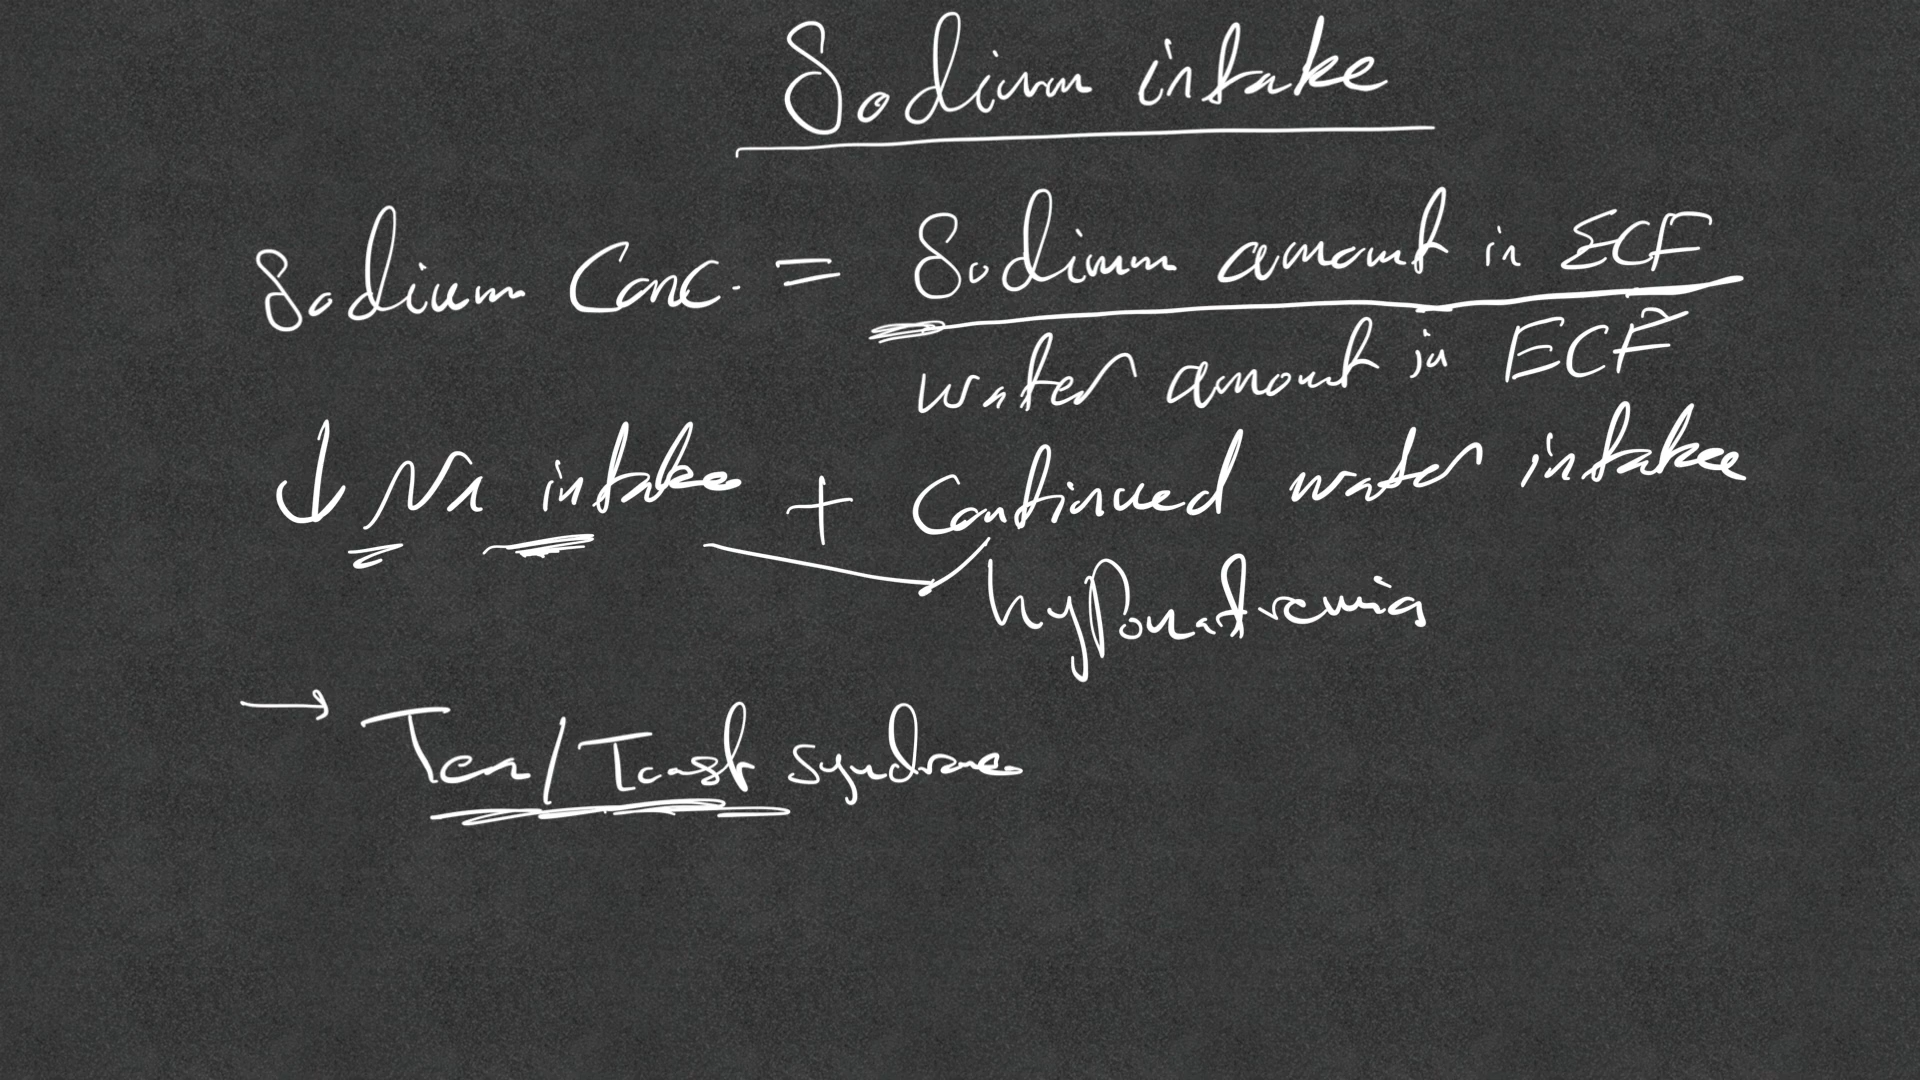 Sodium intake
Sodium Conc. = Sodium amount in ECF
water amount in ECF
↓ Na intake + Continued water intake
hyponatremia
→ Tea/Toast syndrome